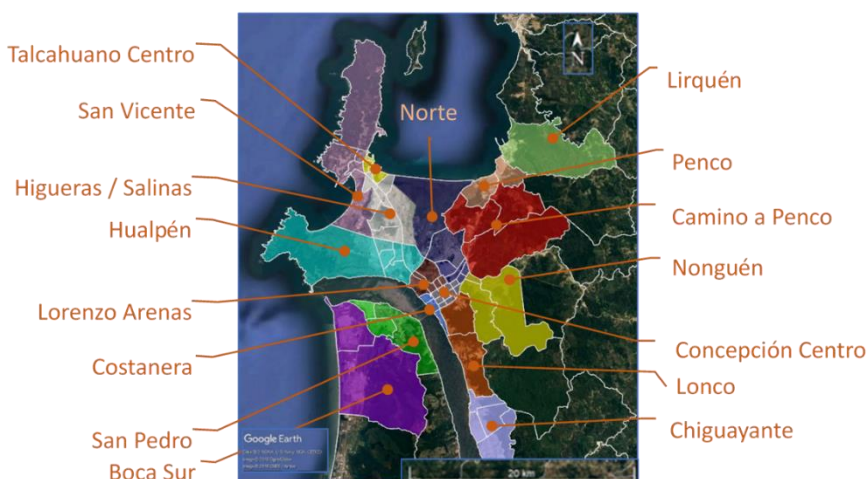 Talcahuano Centro
San Vicente
Norte
Lirquén
Penco
Higueras / Salinas
Camino a Penco
Hualpén
Nonguén
Lorenzo Arenas
Costanera
Concepción Centro
Lonco
San Pedro
Chiguayante
Boca Sur
N
Google Earth
20 km